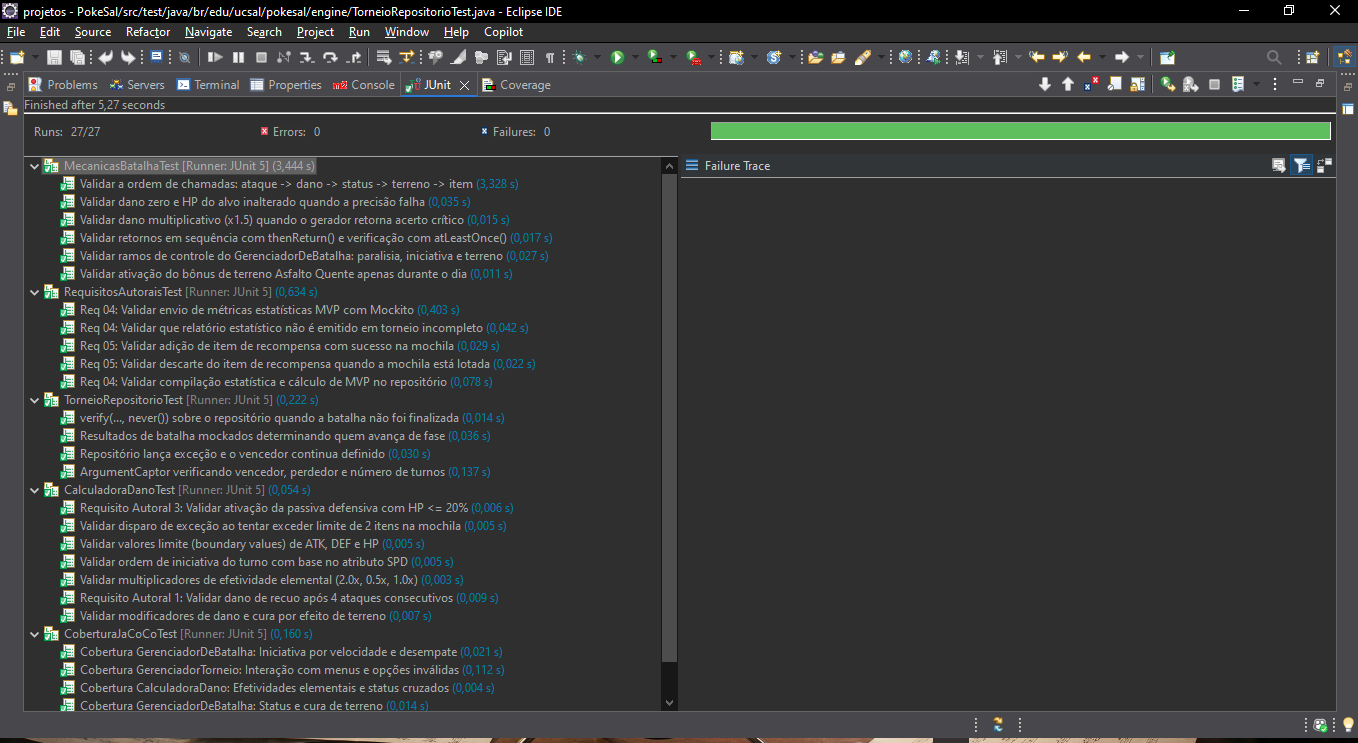 projetos - PokeSal/src/test/java/br/edu/ucsal/pokesal/engine/TorneioRepositorioTest.java - Eclipse IDE
File Edit Source Refactor Navigate Search Project Run Window Help Copilot
Problems Servers Terminal Properties Console JUnit Coverage
Finished after 5,27 seconds
Runs: 27/27 Errors: 0 Failures: 0
MecanicasBatalhaTest [Runner: JUnit 5] (3,444 s)
Failure Trace
Validar a ordem de chamadas: ataque -> dano -> status -> terreno -> item (3,328 s)
Validar dano zero e HP do alvo inalterado quando a precisão falha (0,035 s)
Validar dano multiplicativo (x1.5) quando o gerador retorna acerto crítico (0,015 s)
Validar retornos em sequência com thenReturn() e verificação com atLeastOnce() (0,017 s)
Validar ramos de controle do GerenciadorDeBatalha: paralisia, iniciativa e terreno (0,027 s)
Validar ativação do bônus de terreno Asfalto Quente apenas durante o dia (0,011 s)
RequisitosAutoraisTest [Runner: JUnit 5] (0,634 s)
Req 04: Validar envio de métricas estatísticas MVP com Mockito (0,403 s)
Req 04: Validar que relatório estatístico não é emitido em torneio incompleto (0,042 s)
Req 05: Validar adição de item de recompensa com sucesso na mochila (0,029 s)
Req 05: Validar descarte do item de recompensa quando a mochila está lotada (0,022 s)
Req 04: Validar compilação estatística e cálculo de MVP no repositório (0,078 s)
TorneioRepositorioTest [Runner: JUnit 5] (0,222 s)
verify(..., never()) sobre o repositório quando a batalha não foi finalizada (0,014 s)
Resultados de batalha mockados determinando quem avança de fase (0,036 s)
Repositório lança exceção e o vencedor continua definido (0,030 s)
ArgumentCaptor verificando vencedor, perdedor e número de turnos (0,137 s)
CalculadoraDanoTest [Runner: JUnit 5] (0,054 s)
Requisito Autoral 3: Validar ativação da passiva defensiva com HP <= 20% (0,006 s)
Validar disparo de exceção ao tentar exceder limite de 2 itens na mochila (0,005 s)
Validar valores limite (boundary values) de ATK, DEF e HP (0,005 s)
Validar ordem de iniciativa do turno com base no atributo SPD (0,005 s)
Validar multiplicadores de efetividade elemental (2.0x, 0.5x, 1.0x) (0,003 s)
Requisito Autoral 1: Validar dano de recuo após 4 ataques consecutivos (0,009 s)
Validar modificadores de dano e cura por efeito de terreno (0,007 s)
CoberturaJaCoCoTest [Runner: JUnit 5] (0,160 s)
Cobertura GerenciadorDeBatalha: Iniciativa por velocidade e desempate (0,021 s)
Cobertura GerenciadorTorneio: Interação com menus e opções inválidas (0,112 s)
Cobertura CalculadoraDano: Efetividades elementais e status cruzados (0,004 s)
Cobertura GerenciadorDeBatalha: Status e cura de terreno (0,014 s)